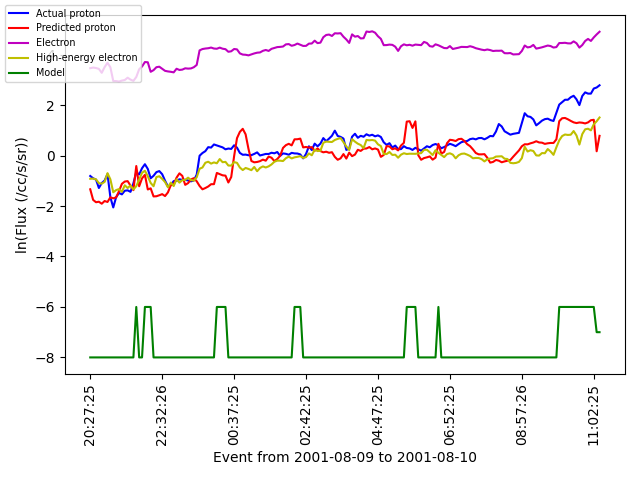 Actual proton
Predicted proton
Electron
High-energy electron
Model
ln(Flux (/cc/s/sr))
2
0
−2
−4
−6
−8
20:27:25
22:32:26
00:37:25
02:42:25
04:47:25
06:52:25
08:57:26
11:02:25
Event from 2001-08-09 to 2001-08-10